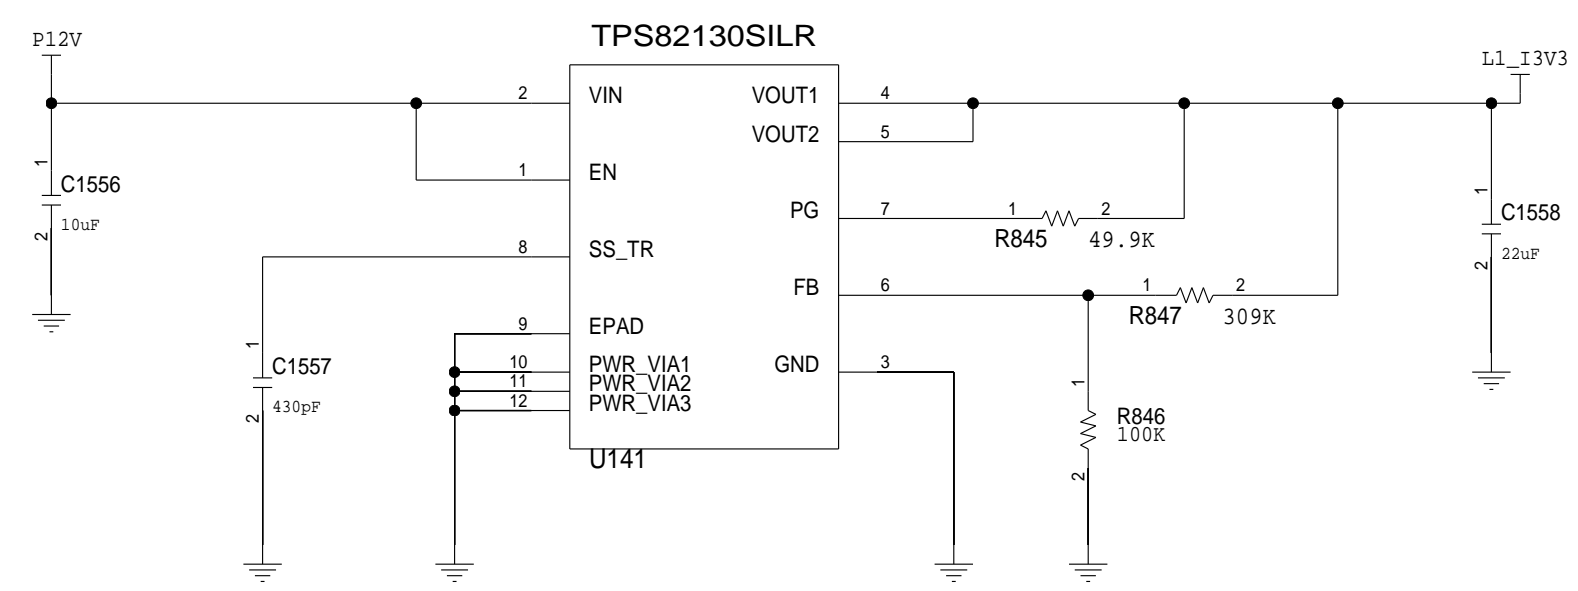 TPS82130SILR
P12V
L1_I3V3
2 VIN VOUT1 4
VOUT2 5
1 EN
PG 7
1 R845 2 49.9K
8 SS_TR
FB 6
1 R847 2 309K
9 EPAD
10 PWR_VIA1
11 PWR_VIA2
12 PWR_VIA3
GND 3
U141
1
C1556
10uF
2
1
C1557
430pF
2
1
R846
100K
2
1
C1558
22uF
2